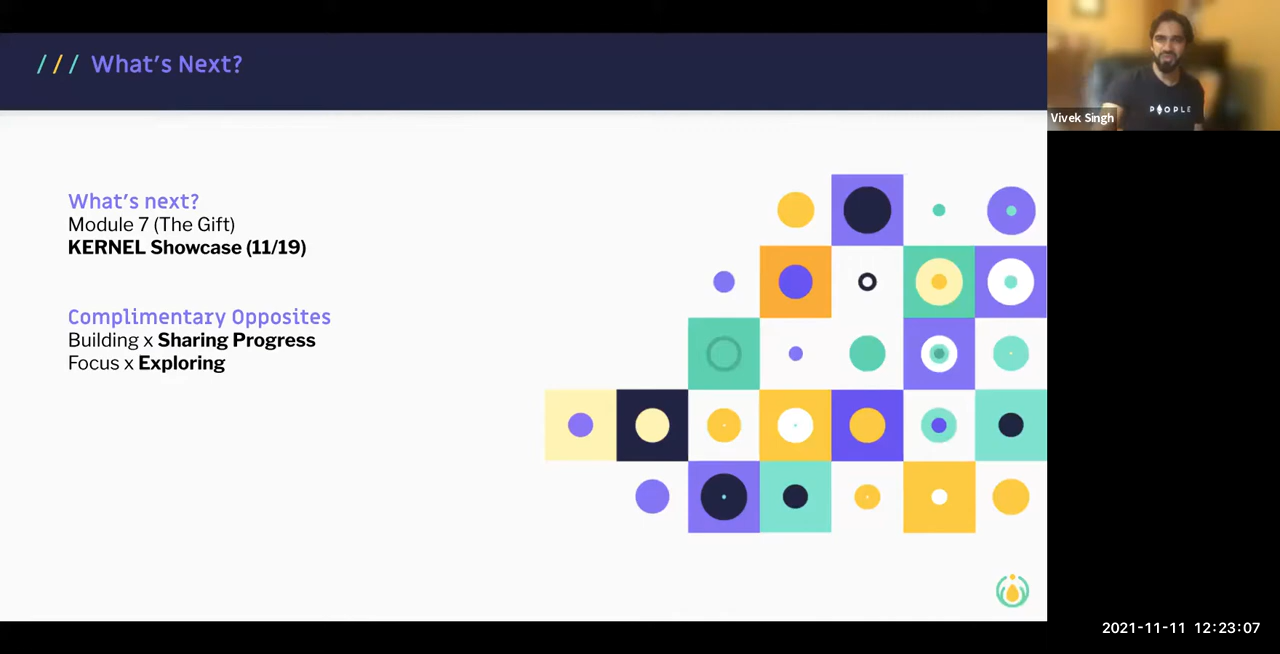 /// What's Next?
What's next?
Module 7 (The Gift)
KERNEL Showcase (11/19)
Complimentary Opposites
Building x Sharing Progress
Focus x Exploring
P♦OPLE
Vivek Singh
2021-11-11 12:23:07